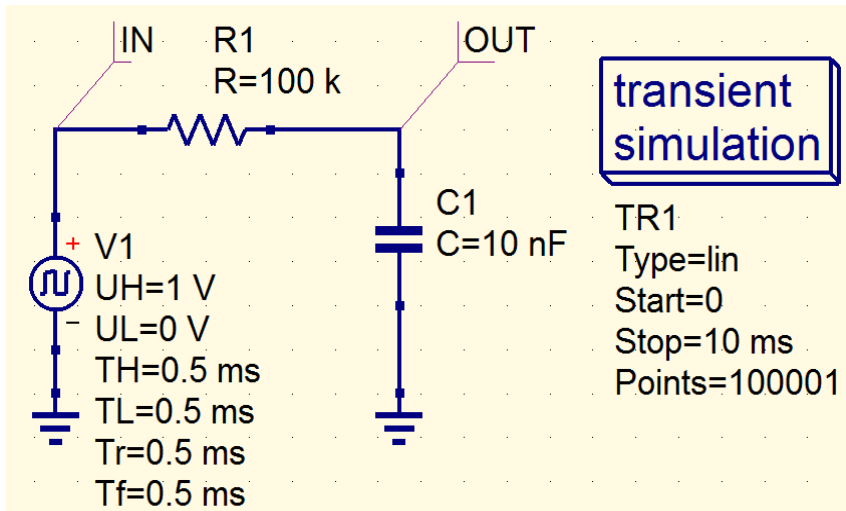 IN
R1
R=100 k
OUT
transient
simulation
+
V1
UH=1 V
UL=0 V
−
TH=0.5 ms
TL=0.5 ms
Tr=0.5 ms
Tf=0.5 ms
C1
C=10 nF
TR1
Type=lin
Start=0
Stop=10 ms
Points=100001